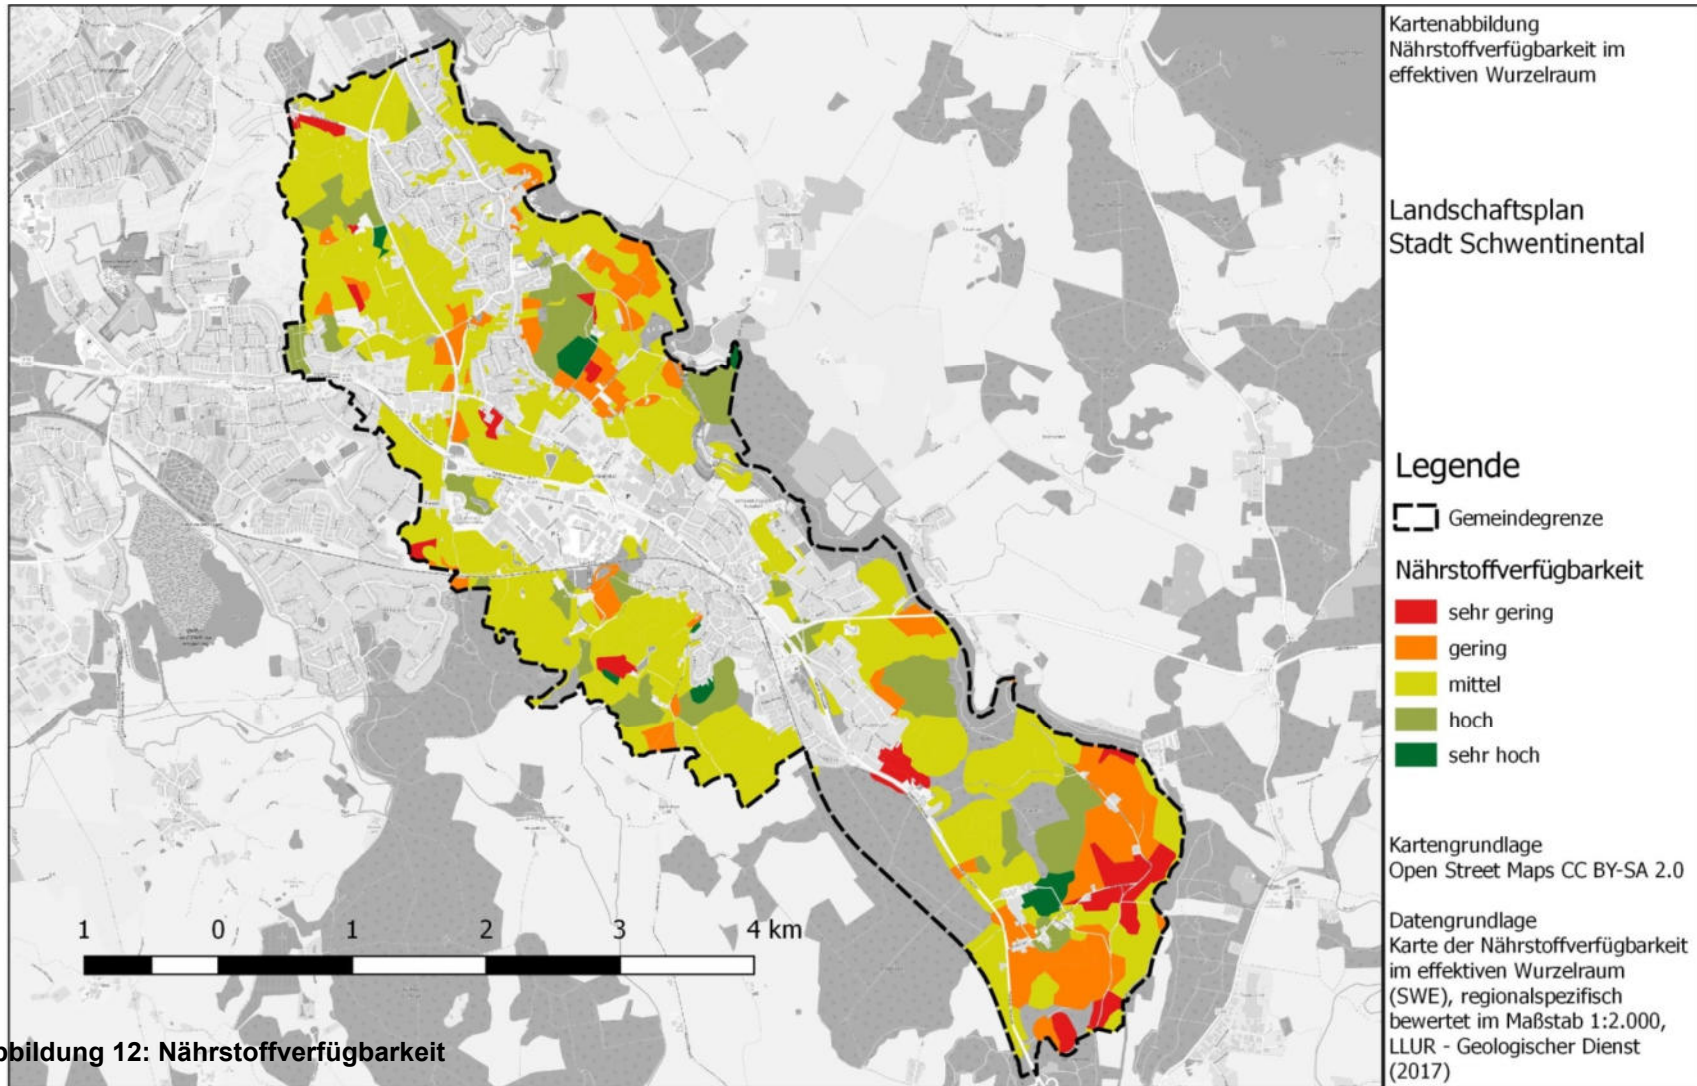 Kartenabbildung
Nährstoffverfügbarkeit im
effektiven Wurzelraum
Landschaftsplan
Stadt Schwentinental
Legende
Gemeindegrenze
Nährstoffverfügbarkeit
sehr gering
gering
mittel
hoch
sehr hoch
Kartengrundlage
Open Street Maps CC BY-SA 2.0
Datengrundlage
Karte der Nährstoffverfügbarkeit
im effektiven Wurzelraum
(SWE), regionalspezifisch
bewertet im Maßstab 1:2.000,
LLUR - Geologischer Dienst
(2017)
1 0 1 2 3 4 km
bbildung 12: Nährstoffverfügbarkeit